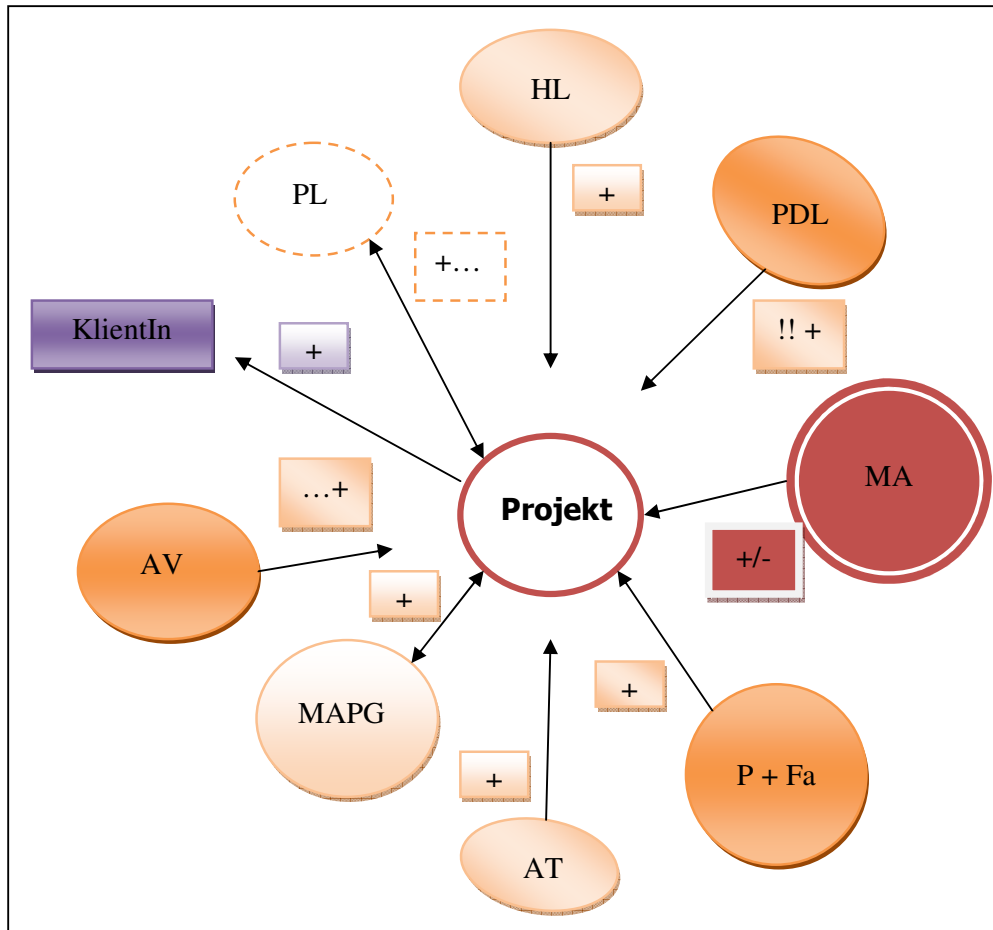 HL
+
PL
PDL
+…
!! +
KlientIn
+
MA
…+
Projekt
AV
+/-
+
MAPG
+
P + Fa
+
AT